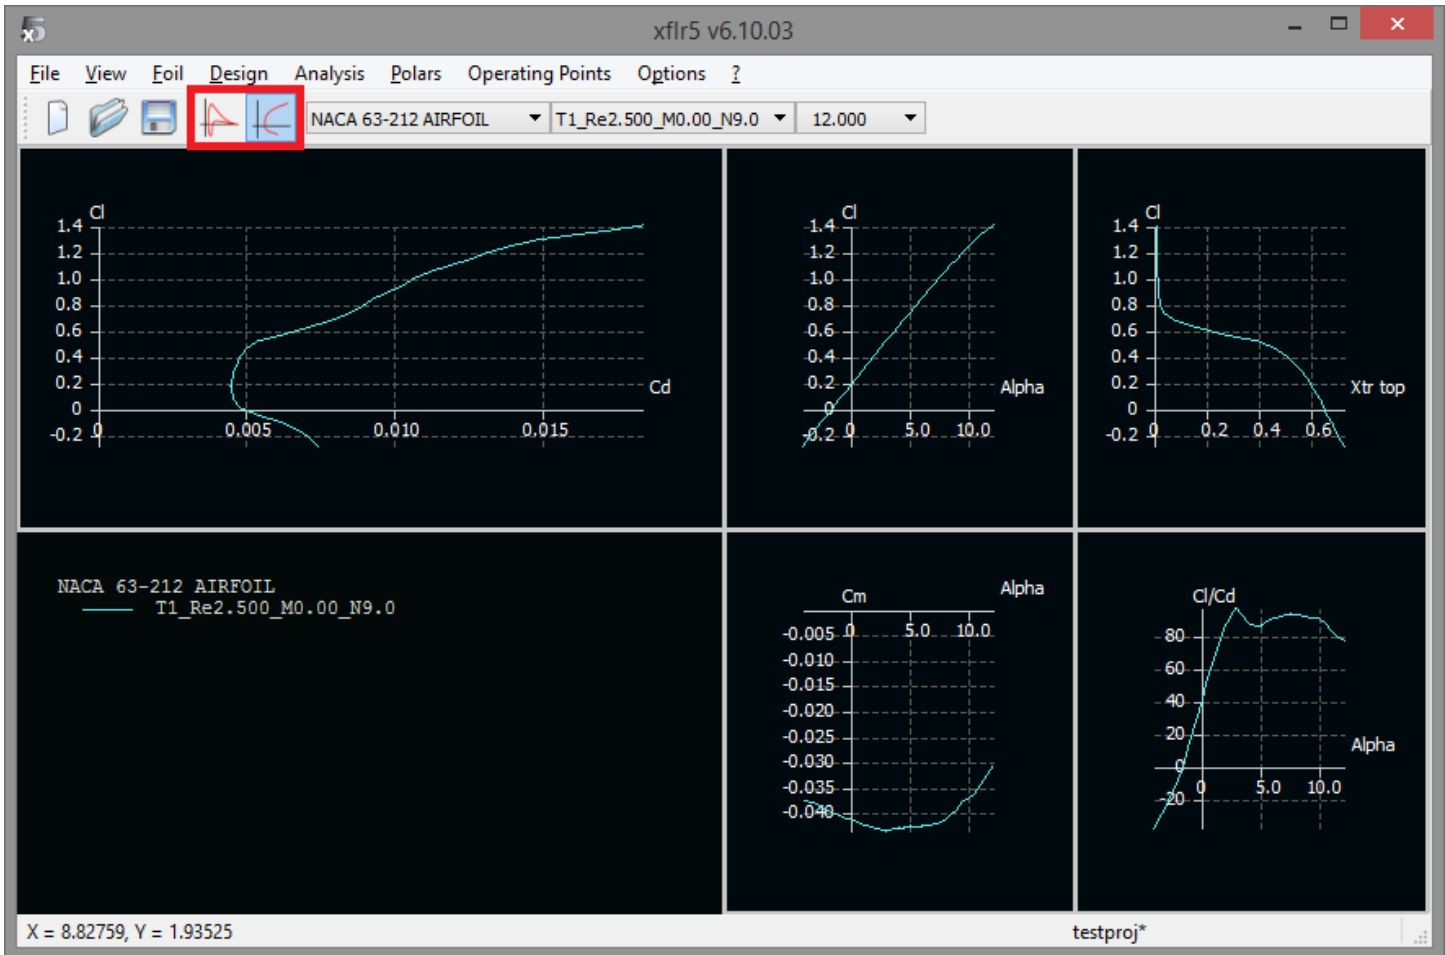 xflr5 v6.10.03
File View Foil Design Analysis Polars Operating Points Options ?
NACA 63-212 AIRFOIL T1_Re2.500_M0.00_N9.0 12.000
Cl
1.4
1.2
1.0
0.8
0.6
0.4
0.2
0
-0.2
0 0.005 0.010 0.015
Cd
Cl
1.4
1.2
1.0
0.8
0.6
0.4
0.2
0
-0.2
0 5.0 10.0
Alpha
Cl
1.4
1.2
1.0
0.8
0.6
0.4
0.2
0
-0.2
0 0.2 0.4 0.6
Xtr top
NACA 63-212 AIRFOIL
T1_Re2.500_M0.00_N9.0
Cm
Alpha
0 5.0 10.0
-0.005
-0.010
-0.015
-0.020
-0.025
-0.030
-0.035
-0.040
Cl/Cd
80
60
40
20
0
-20
0 5.0 10.0
Alpha
X = 8.82759, Y = 1.93525
testproj*